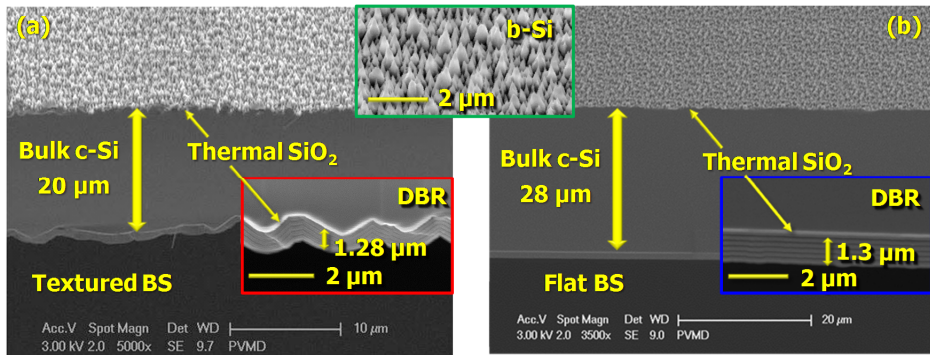 (a)
Bulk c-Si
20 µm
Thermal SiO₂
DBR
1.28 µm
2 µm
Textured BS
Acc.V Spot Magn Det WD
3.00 kV 2.0 5000x SE 9.7 PVMD
10 µm
b-Si
2 µm
(b)
Bulk c-Si
28 µm
Thermal SiO₂
DBR
1.3 µm
2 µm
Flat BS
Acc.V Spot Magn Det WD
3.00 kV 2.0 3500x SE 9.0 PVMD
20 µm